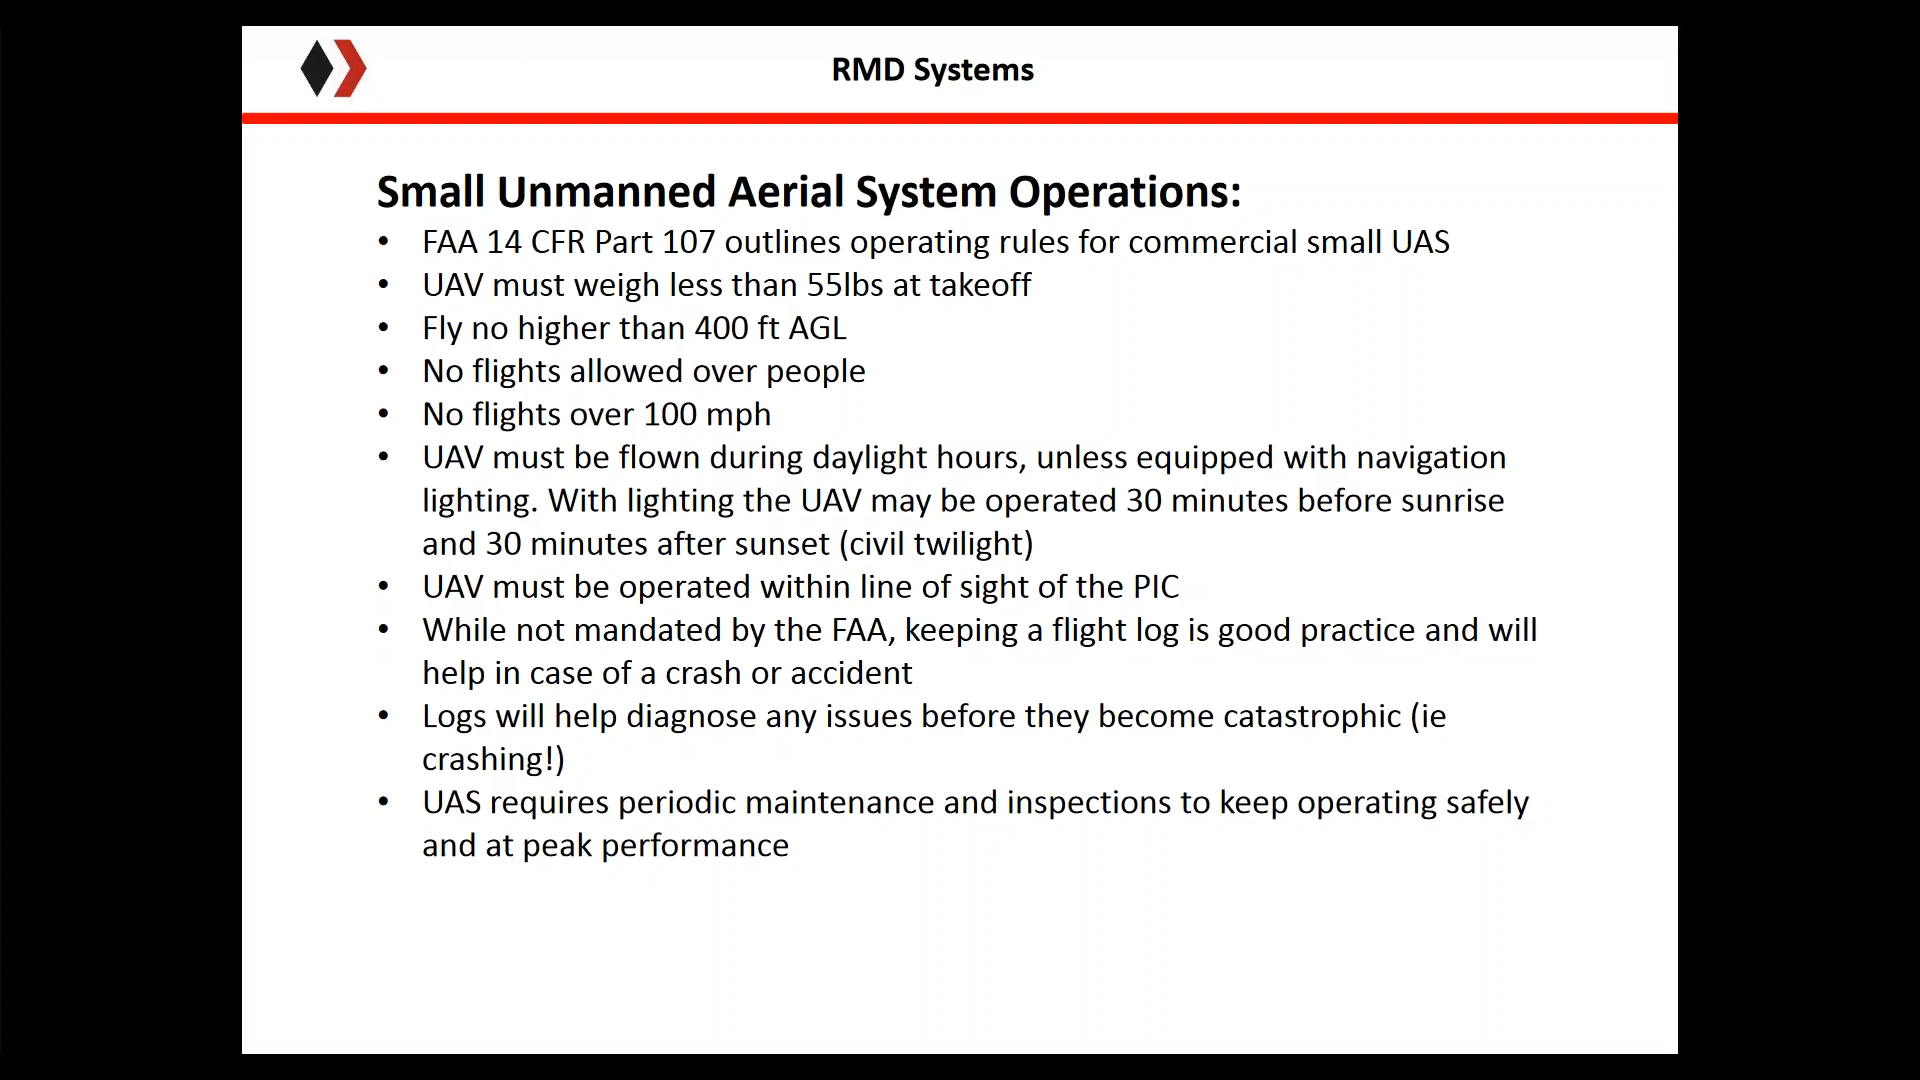 RMD Systems
Small Unmanned Aerial System Operations:
• FAA 14 CFR Part 107 outlines operating rules for commercial small UAS
• UAV must weigh less than 55lbs at takeoff
• Fly no higher than 400 ft AGL
• No flights allowed over people
• No flights over 100 mph
• UAV must be flown during daylight hours, unless equipped with navigation
lighting. With lighting the UAV may be operated 30 minutes before sunrise
and 30 minutes after sunset (civil twilight)
• UAV must be operated within line of sight of the PIC
• While not mandated by the FAA, keeping a flight log is good practice and will
help in case of a crash or accident
• Logs will help diagnose any issues before they become catastrophic (ie
crashing!)
• UAS requires periodic maintenance and inspections to keep operating safely
and at peak performance